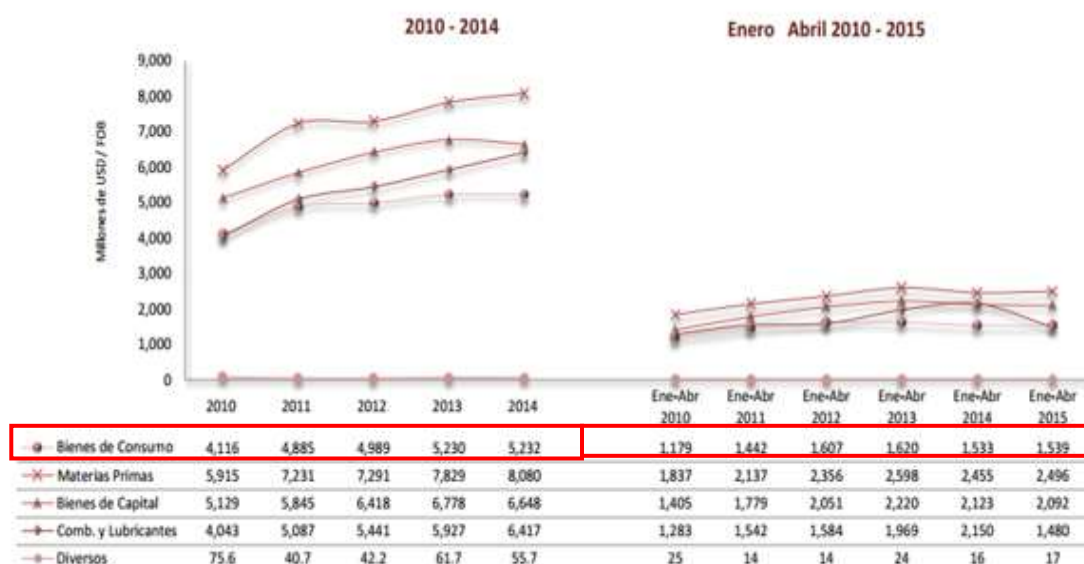 2010 - 2014
Enero Abril 2010 - 2015
Millones de USD / FOB
9,000
8,000
7,000
6,000
5,000
4,000
3,000
2,000
1,000
0
2010 2011 2012 2013 2014 Ene-Abr 2010 Ene-Abr 2011 Ene-Abr 2012 Ene-Abr 2013 Ene-Abr 2014 Ene-Abr 2015
Bienes de Consumo 4,116 4,885 4,989 5,230 5,232 1,179 1,442 1,607 1,620 1,533 1,539
Materias Primas 5,915 7,231 7,291 7,829 8,080 1,837 2,137 2,356 2,598 2,455 2,496
Bienes de Capital 5,129 5,845 6,418 6,778 6,648 1,405 1,779 2,051 2,220 2,123 2,092
Comb. y Lubricantes 4,043 5,087 5,441 5,927 6,417 1,283 1,542 1,584 1,969 2,150 1,480
Diversos 75.6 40.7 42.2 61.7 55.7 25 14 14 24 16 17